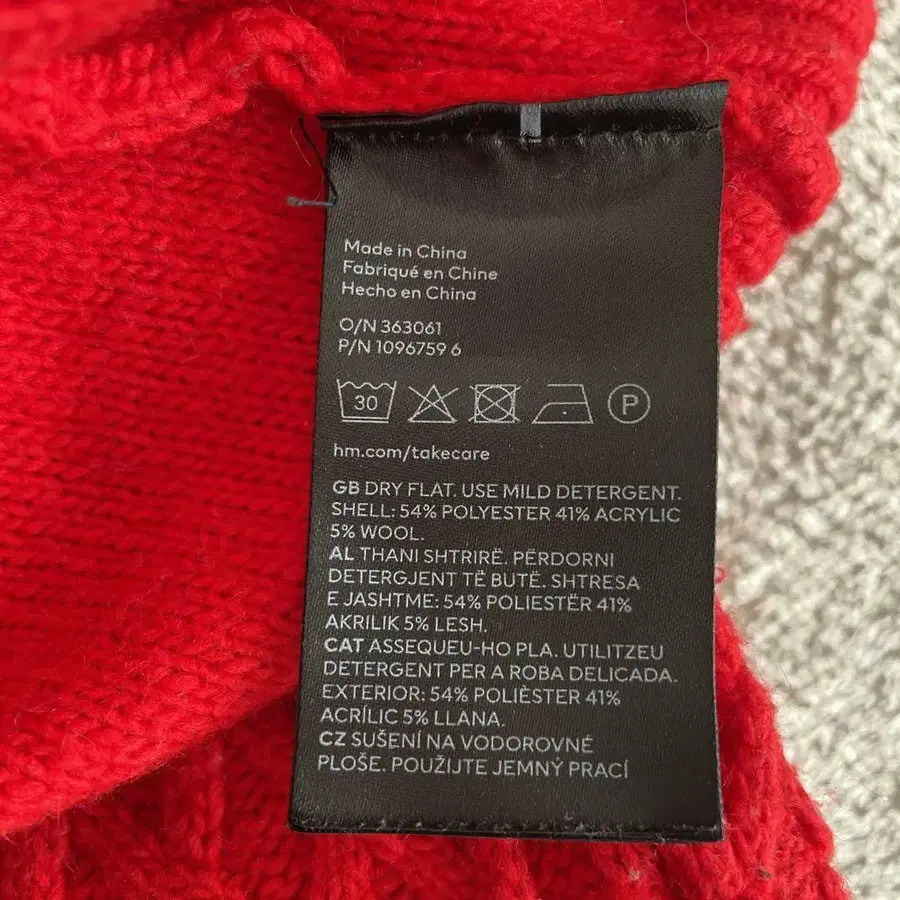 Made in China
Fabriqué en Chine
Hecho en China
O/N 363061
P/N 1096759 6
30 P
hm.com/takecare
GB DRY FLAT. USE MILD DETERGENT.
SHELL: 54% POLYESTER 41% ACRYLIC
5% WOOL.
AL THANI SHTRIRË. PËRDORNI
DETERGJENT TË BUTË. SHTRESA
E JASHTME: 54% POLIESTËR 41%
AKRILIK 5% LESH.
CAT ASSEQUEU-HO PLA. UTILITZEU
DETERGENT PER A ROBA DELICADA.
EXTERIOR: 54% POLIÈSTER 41%
ACRÍLIC 5% LLANA.
CZ SUŠENÍ NA VODOROVNÉ
PLOŠE. POUŽIJTE JEMNÝ PRACÍ